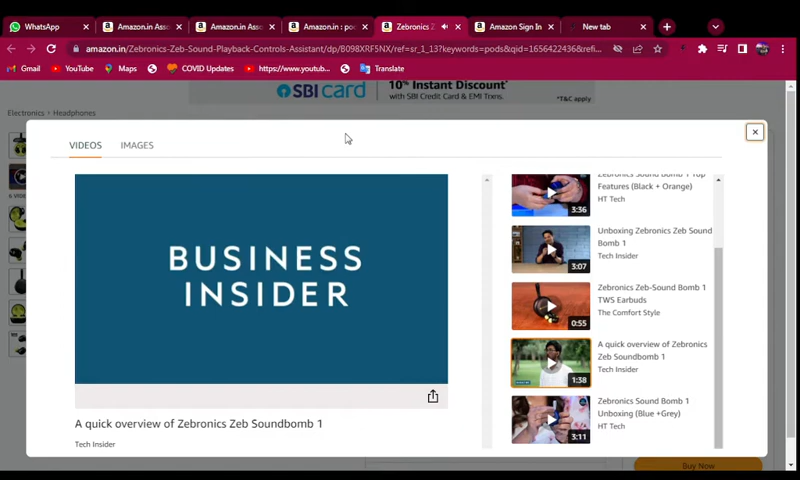 WhatsApp
Amazon.in Asso
Amazon.in Asso
Amazon.in : po
Zebronics Z
Amazon Sign In
New tab
amazon.in/Zebronics-Zeb-Sound-Playback-Controls-Assistant/dp/B098XRF5NX/ref=sr_1_13?keywords=pods&qid=1656422436&refi...
Gmail
YouTube
Maps
COVID Updates
https://www.youtub...
Translate
SBI card
10% Instant Discount*
with SBI Credit Card & EMI Trxns.
*T&C apply
Electronics › Headphones
VIDEOS
IMAGES
6 VIDEOS
BUSINESS
INSIDER
A quick overview of Zebronics Zeb Soundbomb 1
Tech Insider
Zebronics Sound Bomb 1 Top
Features (Black + Orange)
HT Tech
3:36
Unboxing Zebronics Zeb Sound
Bomb 1
Tech Insider
3:07
Zebronics Zeb-Sound Bomb 1
TWS Earbuds
The Comfort Style
0:55
A quick overview of Zebronics
Zeb Soundbomb 1
Tech Insider
1:38
Zebronics Sound Bomb 1
Unboxing (Blue +Grey)
HT Tech
3:11
Buy Now